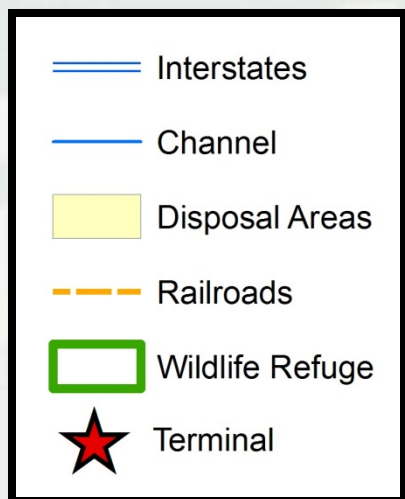 Interstates
Channel
Disposal Areas
Railroads
Wildlife Refuge
Terminal